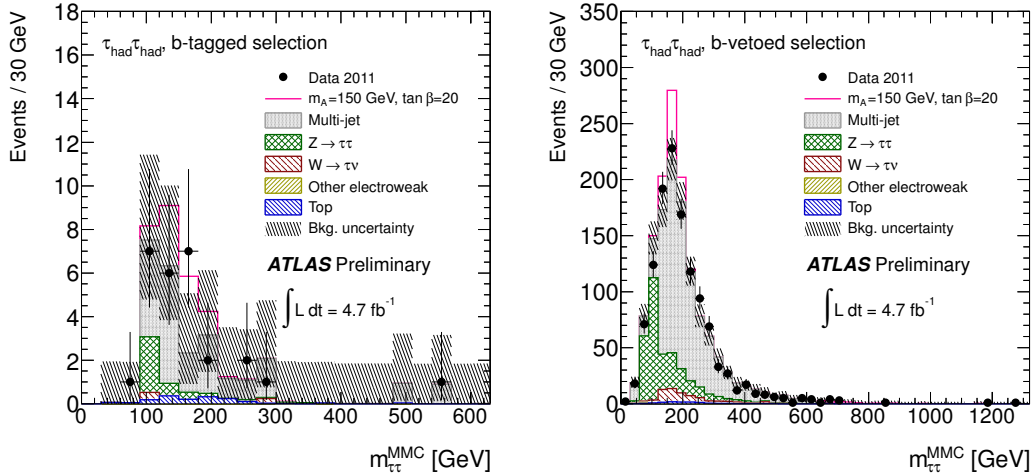 Events / 30 GeV
18
16
14
12
10
8
6
4
2
0
τhadτhad, b-tagged selection
Data 2011
mA=150 GeV, tan β=20
Multi-jet
Z → ττ
W → τν
Other electroweak
Top
Bkg. uncertainty
ATLAS Preliminary
∫ L dt = 4.7 fb⁻¹
0 100 200 300 400 500 600
mττ^MMC [GeV]
Events / 30 GeV
350
300
250
200
150
100
50
0
τhadτhad, b-vetoed selection
Data 2011
mA=150 GeV, tan β=20
Multi-jet
Z → ττ
W → τν
Other electroweak
Top
Bkg. uncertainty
ATLAS Preliminary
∫ L dt = 4.7 fb⁻¹
0 200 400 600 800 1000 1200
mττ^MMC [GeV]